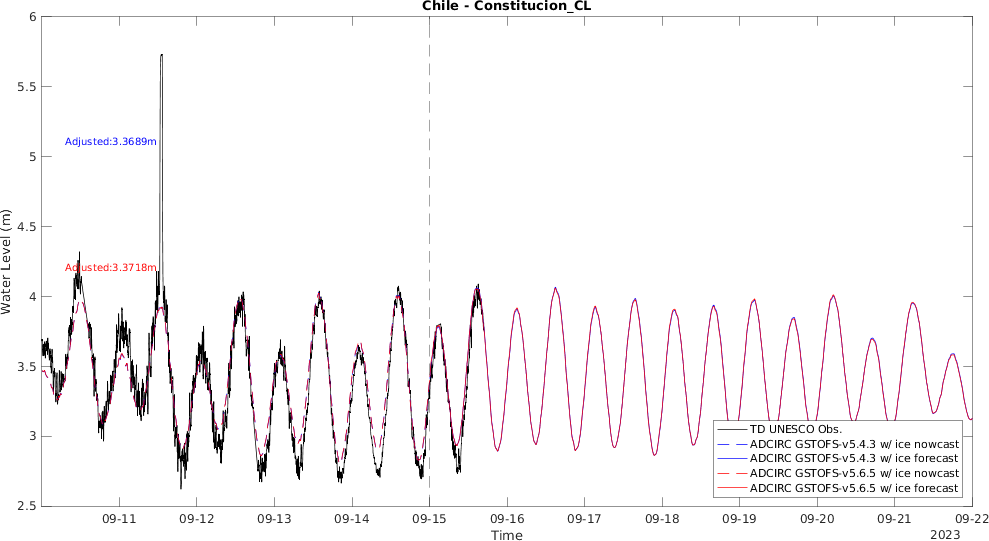 Chile - Constitucion_CL
6
5.5
5
4.5
4
3.5
3
2.5
Water Level (m)
Adjusted:3.3689m
Adjusted:3.3718m
TD UNESCO Obs.
ADCIRC GSTOFS-v5.4.3 w/ ice nowcast
ADCIRC GSTOFS-v5.4.3 w/ ice forecast
ADCIRC GSTOFS-v5.6.5 w/ ice nowcast
ADCIRC GSTOFS-v5.6.5 w/ ice forecast
09-11 09-12 09-13 09-14 09-15 09-16 09-17 09-18 09-19 09-20 09-21 09-22
Time
2023